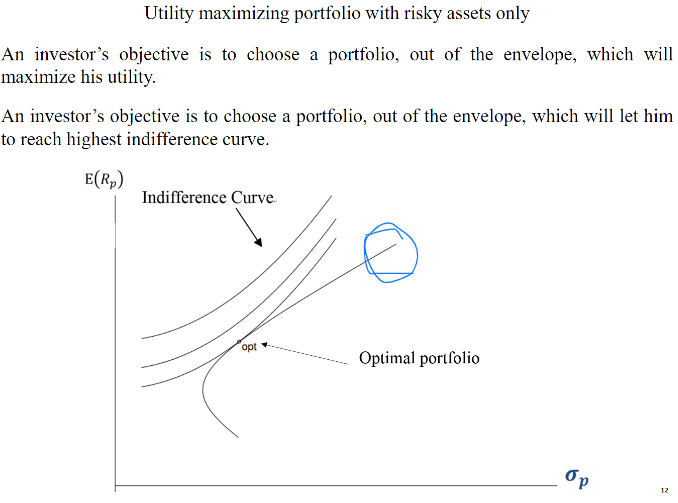 Utility maximizing portfolio with risky assets only
An investor's objective is to choose a portfolio, out of the envelope, which will
maximize his utility.
An investor's objective is to choose a portfolio, out of the envelope, which will let him
to reach highest indifference curve.
E(Rₚ)
Indifference Curve
opt
Optimal portfolio
σₚ
12